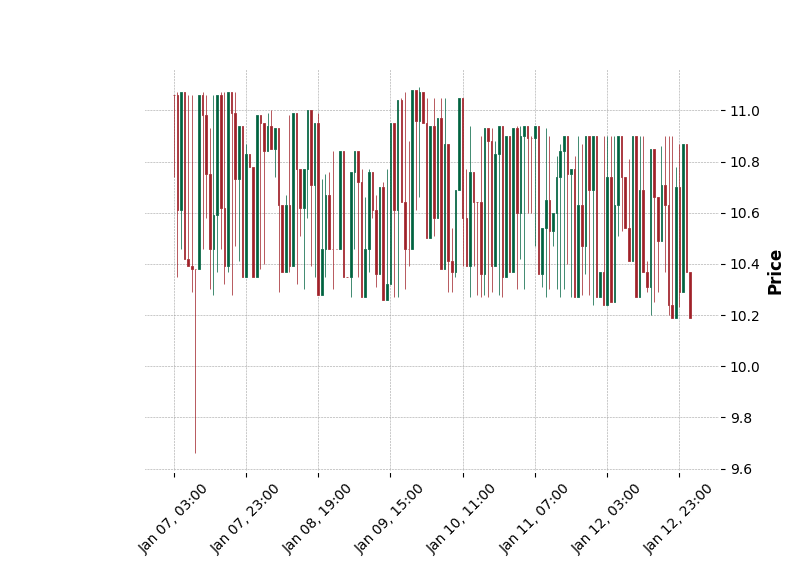 11.0
10.8
10.6
10.4
10.2
10.0
9.8
9.6
Price
Jan 07, 03:00
Jan 07, 23:00
Jan 08, 19:00
Jan 09, 15:00
Jan 10, 11:00
Jan 11, 07:00
Jan 12, 03:00
Jan 12, 23:00